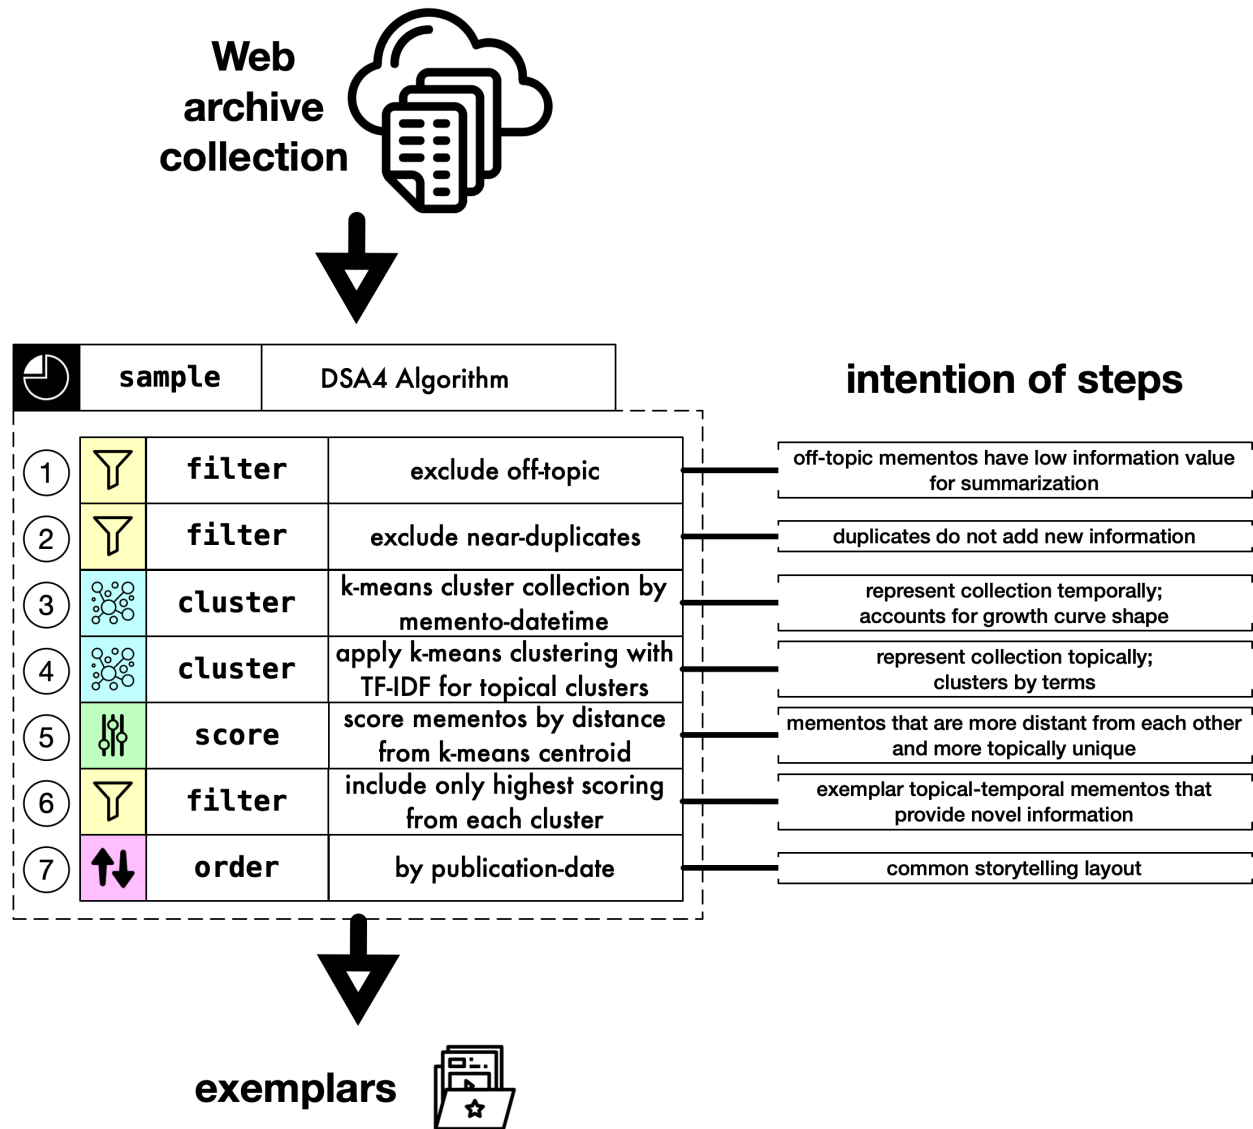 Web
archive
collection
sample
DSA4 Algorithm
intention of steps
1
filter
exclude off-topic
off-topic mementos have low information value
for summarization
2
filter
exclude near-duplicates
duplicates do not add new information
3
cluster
k-means cluster collection by
memento-datetime
represent collection temporally;
accounts for growth curve shape
4
cluster
apply k-means clustering with
TF-IDF for topical clusters
represent collection topically;
clusters by terms
5
score
score mementos by distance
from k-means centroid
mementos that are more distant from each other
and more topically unique
6
filter
include only highest scoring
from each cluster
exemplar topical-temporal mementos that
provide novel information
7
order
by publication-date
common storytelling layout
exemplars